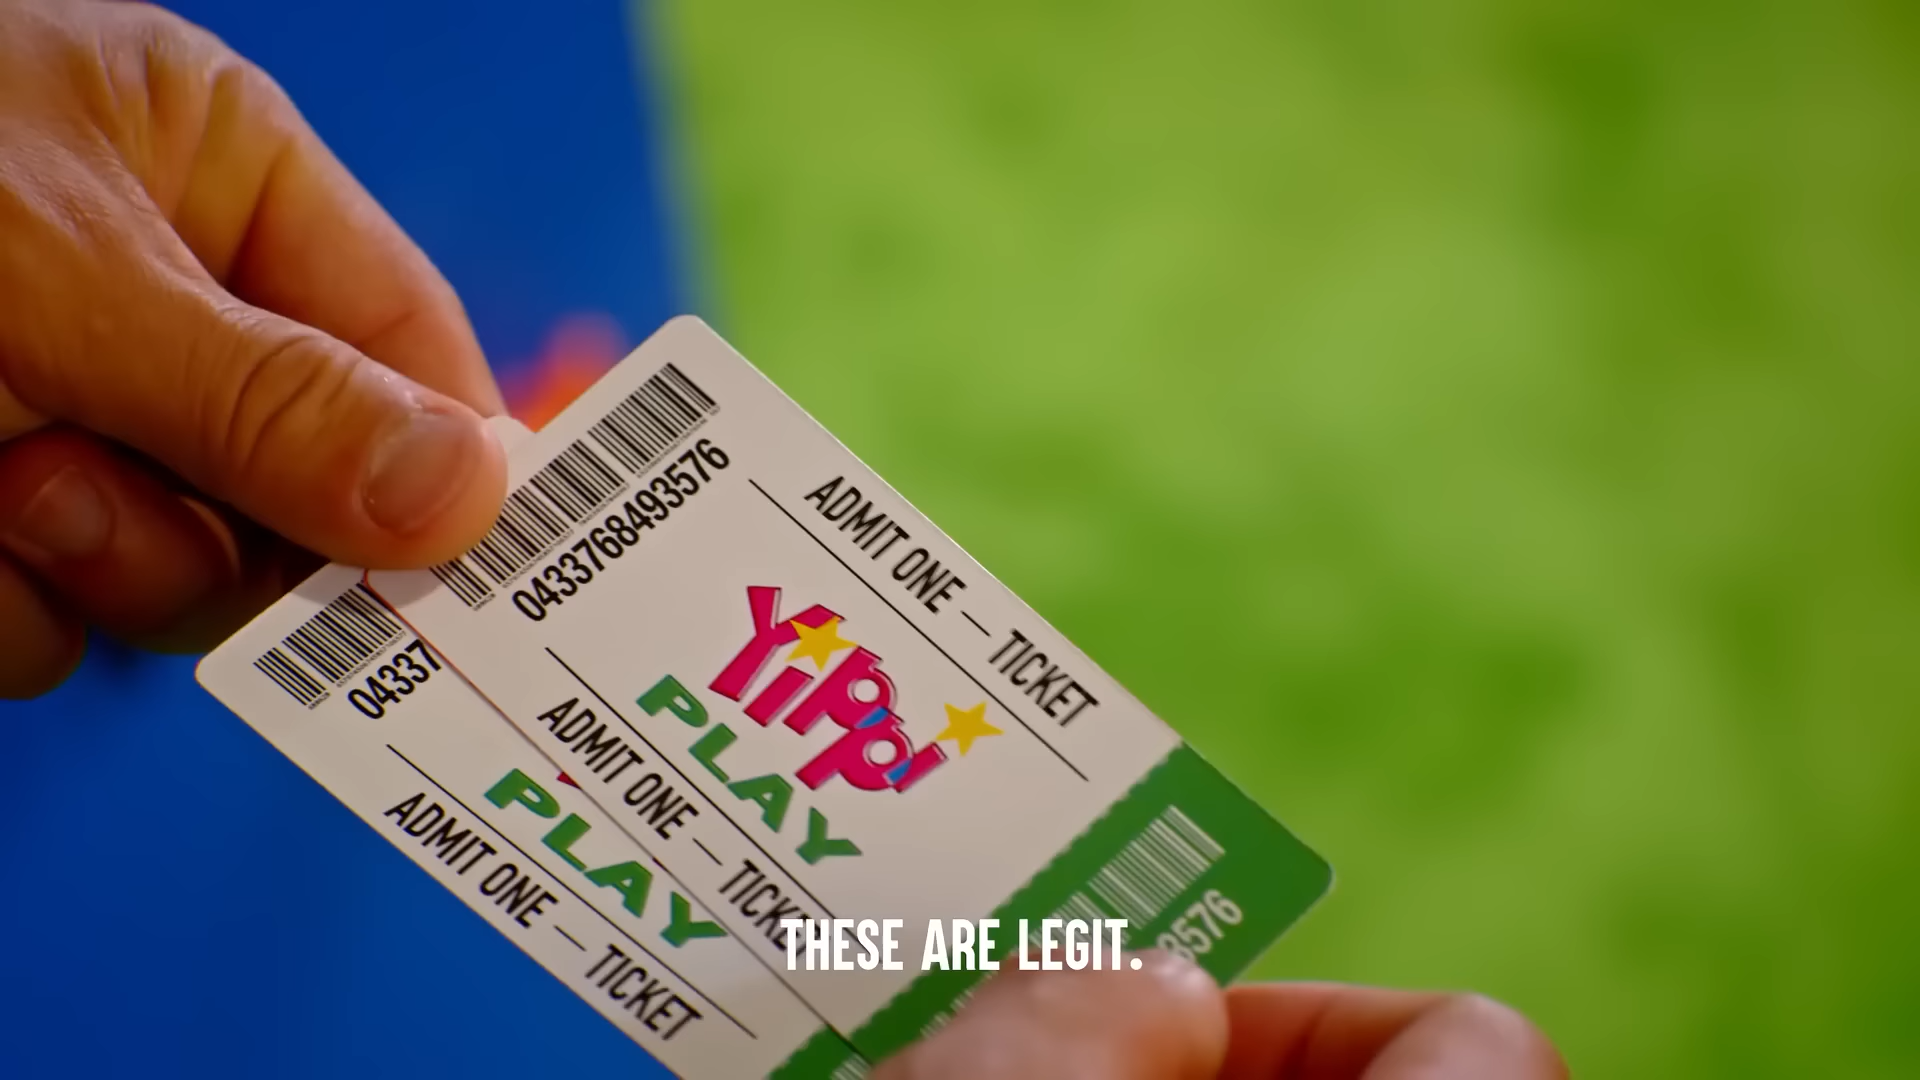 0433768493576
ADMIT ONE — TICKET
Yippi
PLAY
ADMIT ONE — TICKET
3576
04337
PLAY
ADMIT ONE — TICKET
THESE ARE LEGIT.